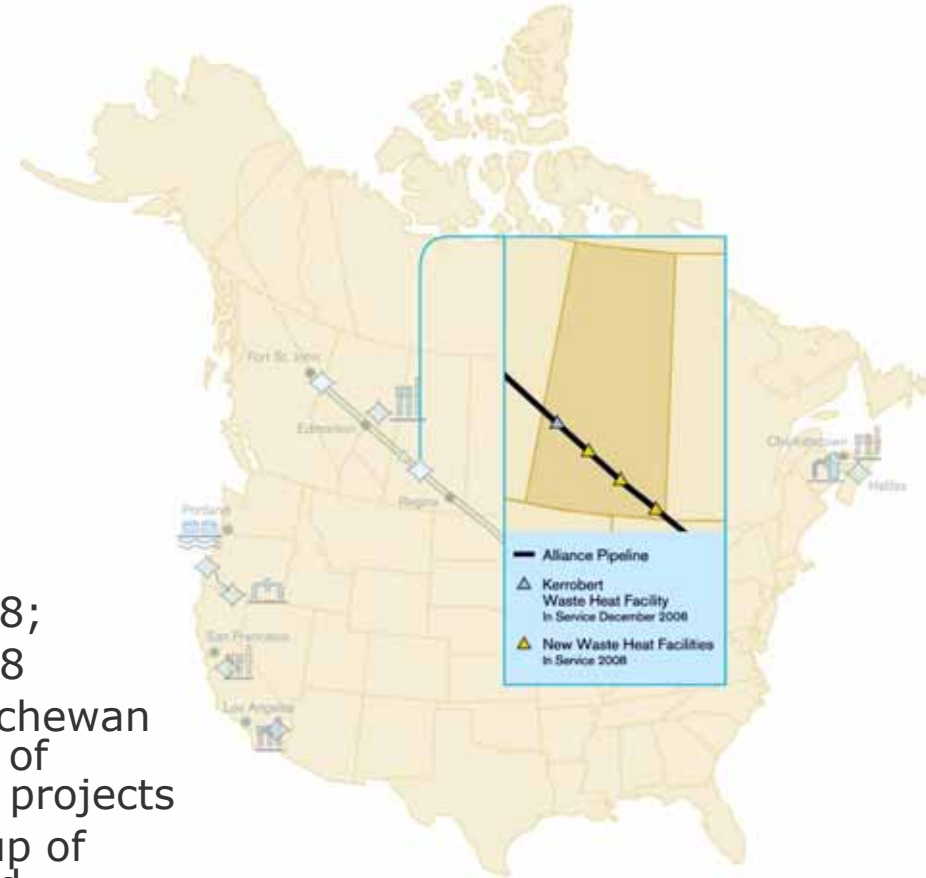 Fort St. John
Edmonton
Regina
Portland
San Francisco
Los Angeles
Halifax
Alliance Pipeline
Kerrobert
Waste Heat Facility
In Service December 2006
New Waste Heat Facilities
In Service 2008
8;
8
chewan
of
projects
up of